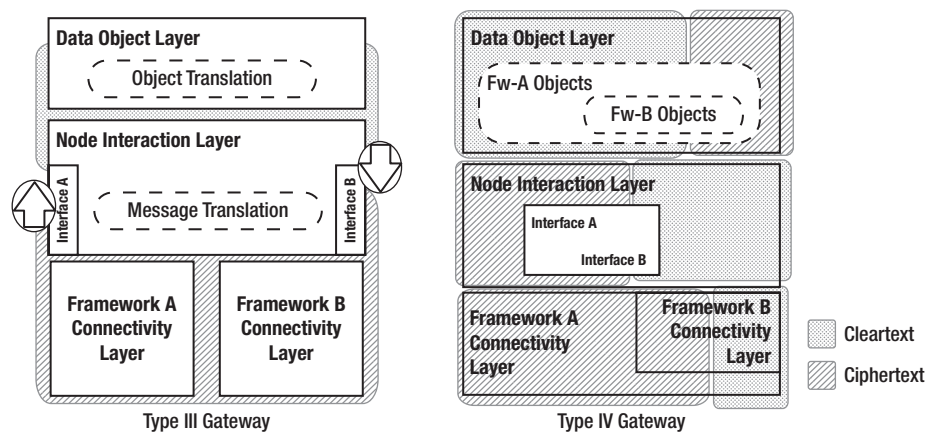 Data Object Layer
Object Translation
Node Interaction Layer
Interface A
Message Translation
Interface B
Framework A
Connectivity
Layer
Framework B
Connectivity
Layer
Type III Gateway
Data Object Layer
Fw-A Objects
Fw-B Objects
Node Interaction Layer
Interface A
Interface B
Framework A
Connectivity
Layer
Framework B
Connectivity
Layer
Type IV Gateway
Cleartext
Ciphertext